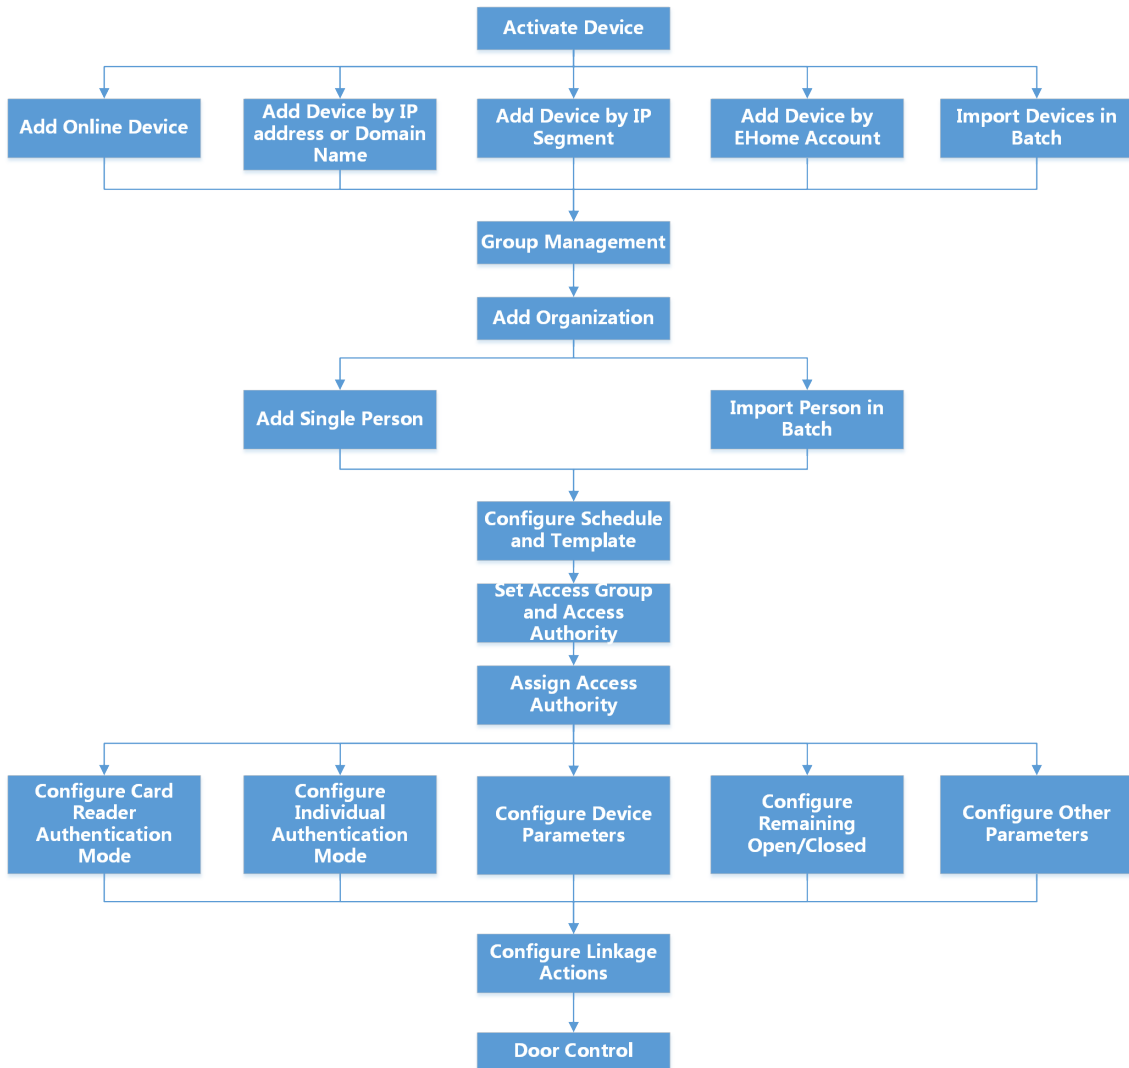 Activate Device
Add Online Device
Add Device by IP
address or Domain
Name
Add Device by IP
Segment
Add Device by
EHome Account
Import Devices in
Batch
Group Management
Add Organization
Add Single Person
Import Person in
Batch
Configure Schedule
and Template
Set Access Group
and Access
Authority
Assign Access
Authority
Configure Card
Reader
Authentication
Mode
Configure
Individual
Authentication
Mode
Configure Device
Parameters
Configure
Remaining
Open/Closed
Configure Other
Parameters
Configure Linkage
Actions
Door Control